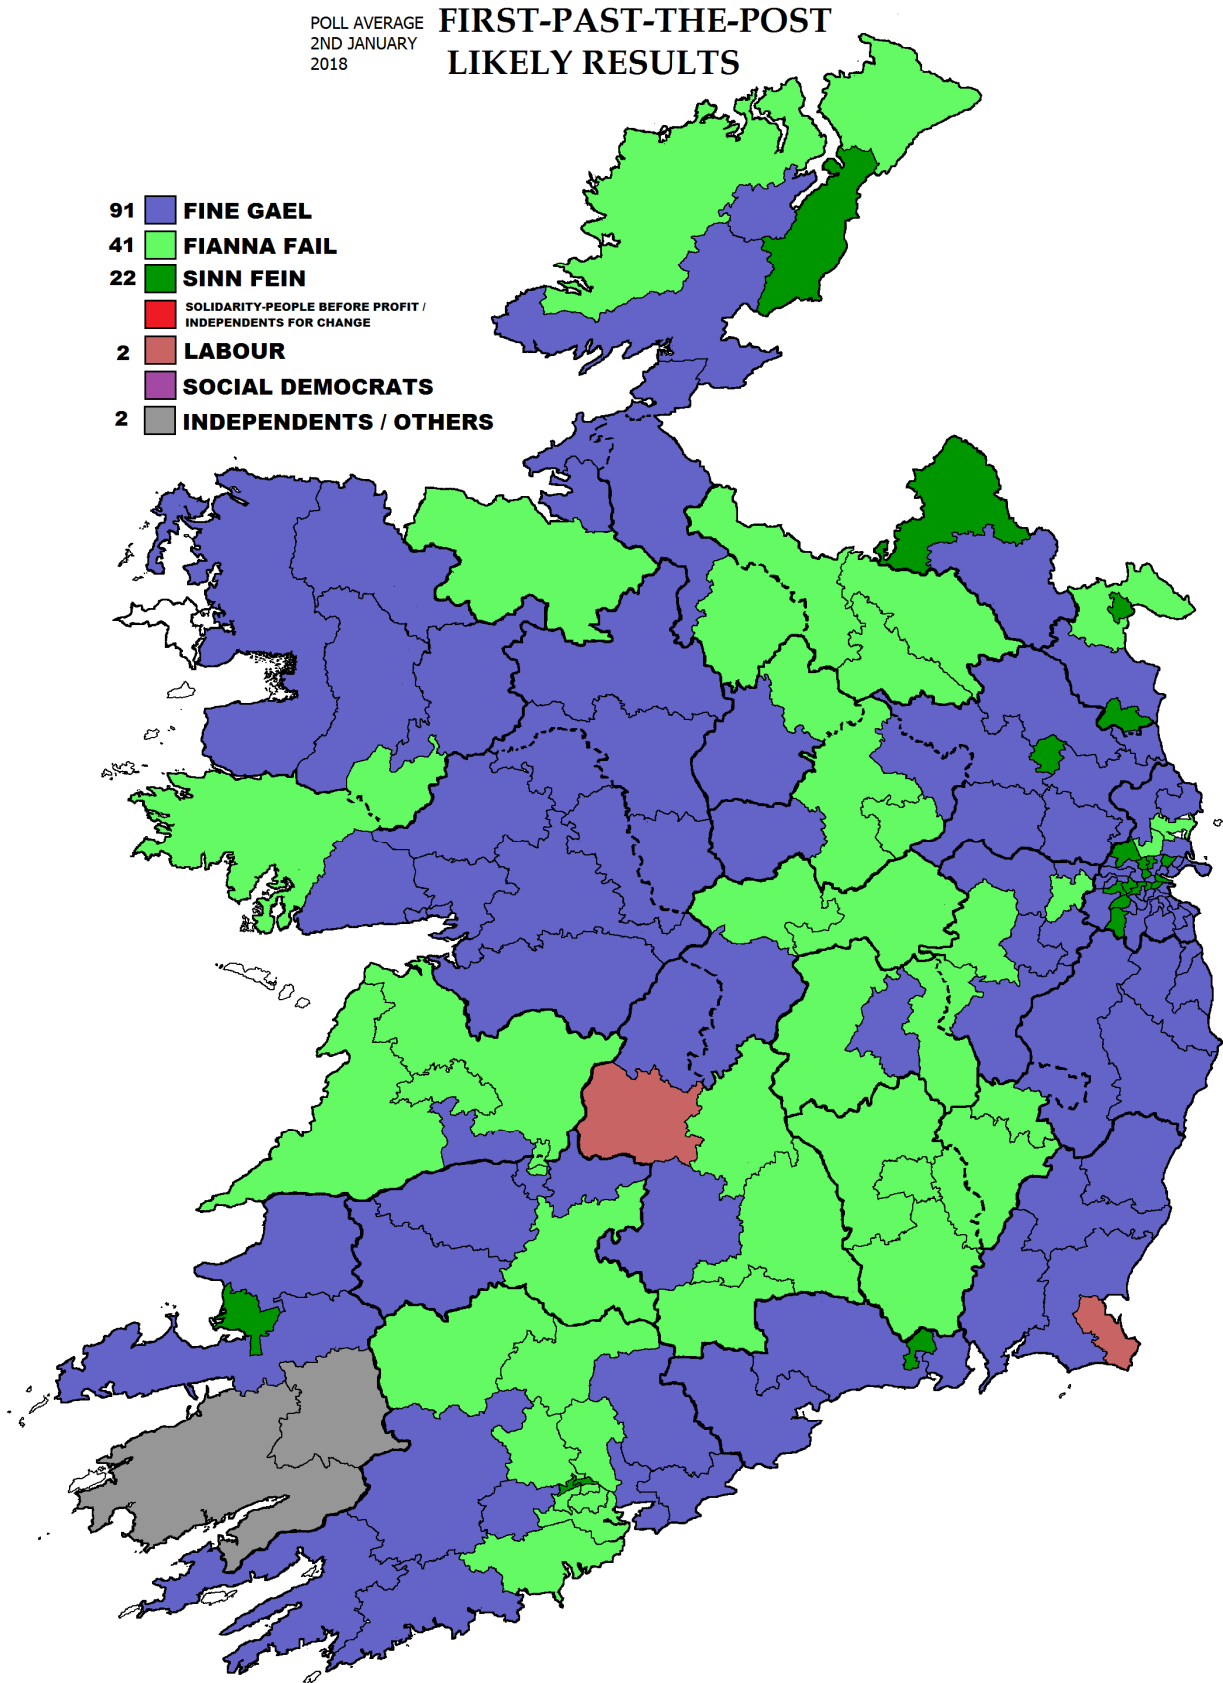 POLL AVERAGE
2ND JANUARY
2018
FIRST-PAST-THE-POST
LIKELY RESULTS
91 FINE GAEL
41 FIANNA FAIL
22 SINN FEIN
SOLIDARITY-PEOPLE BEFORE PROFIT /
INDEPENDENTS FOR CHANGE
2 LABOUR
SOCIAL DEMOCRATS
2 INDEPENDENTS / OTHERS